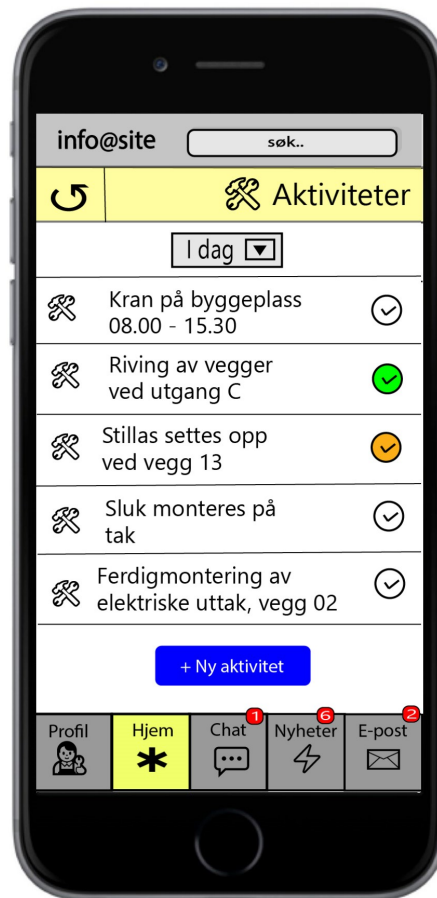 info@site
søk..
Aktiviteter
I dag
Kran på byggeplass
08.00 - 15.30
Riving av vegger
ved utgang C
Stillas settes opp
ved vegg 13
Sluk monteres på
tak
Ferdigmontering av
elektriske uttak, vegg 02
+ Ny aktivitet
Profil
Hjem
Chat 1
Nyheter 6
E-post 2